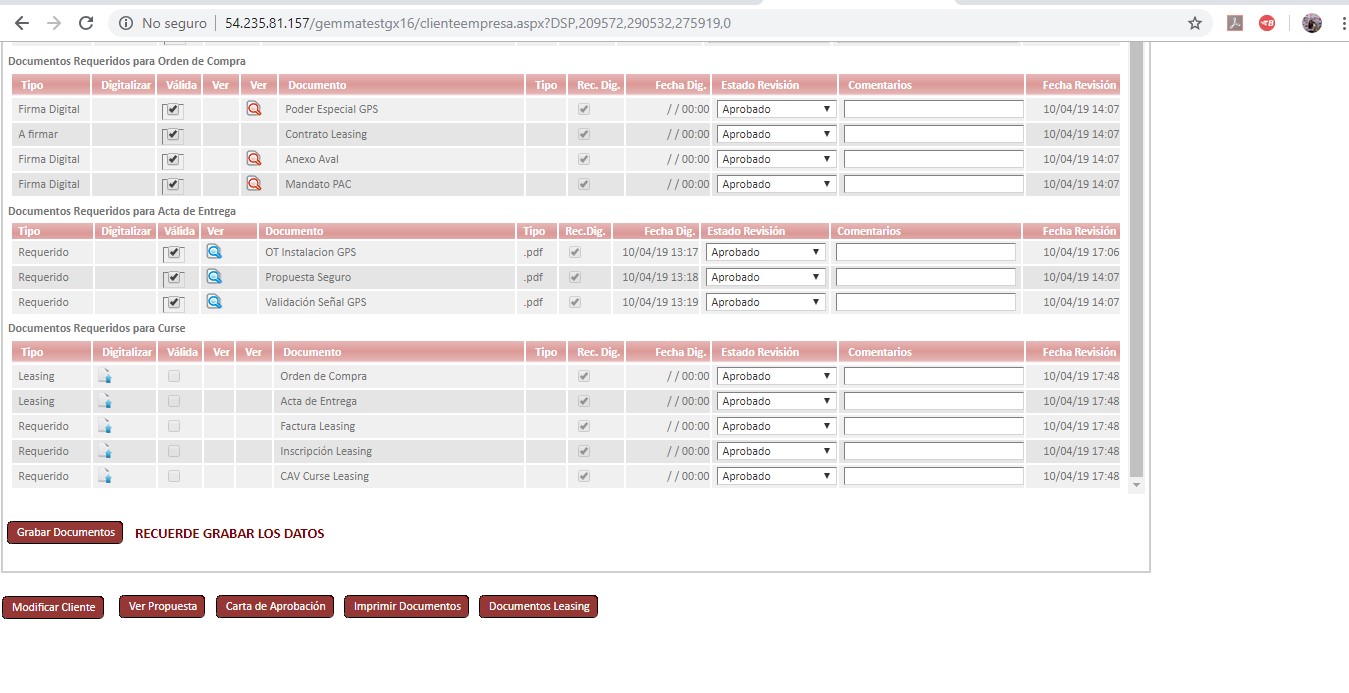 No seguro | 54.235.81.157/gemmatestgx16/clienteempresa.aspx?DSP,209572,290532,275919,0
Documentos Requeridos para Orden de Compra
Tipo Digitalizar Válida Ver Ver Documento Tipo Rec. Dig. Fecha Dig. Estado Revisión Comentarios Fecha Revisión
Firma Digital Poder Especial GPS / / 00:00 Aprobado 10/04/19 14:07
A firmar Contrato Leasing / / 00:00 Aprobado 10/04/19 14:07
Firma Digital Anexo Aval / / 00:00 Aprobado 10/04/19 14:07
Firma Digital Mandato PAC / / 00:00 Aprobado 10/04/19 14:07
Documentos Requeridos para Acta de Entrega
Tipo Digitalizar Válida Ver Documento Tipo Rec.Dig. Fecha Dig. Estado Revisión Comentarios Fecha Revisión
Requerido OT Instalacion GPS .pdf 10/04/19 13:17 Aprobado 10/04/19 17:06
Requerido Propuesta Seguro .pdf 10/04/19 13:18 Aprobado 10/04/19 14:07
Requerido Validación Señal GPS .pdf 10/04/19 13:19 Aprobado 10/04/19 14:07
Documentos Requeridos para Curse
Tipo Digitalizar Válida Ver Ver Documento Tipo Rec. Dig. Fecha Dig. Estado Revisión Comentarios Fecha Revisión
Leasing Orden de Compra / / 00:00 Aprobado 10/04/19 17:48
Leasing Acta de Entrega / / 00:00 Aprobado 10/04/19 17:48
Requerido Factura Leasing / / 00:00 Aprobado 10/04/19 17:48
Requerido Inscripción Leasing / / 00:00 Aprobado 10/04/19 17:48
Requerido CAV Curse Leasing / / 00:00 Aprobado 10/04/19 17:48
Grabar Documentos RECUERDE GRABAR LOS DATOS
Modificar Cliente Ver Propuesta Carta de Aprobación Imprimir Documentos Documentos Leasing